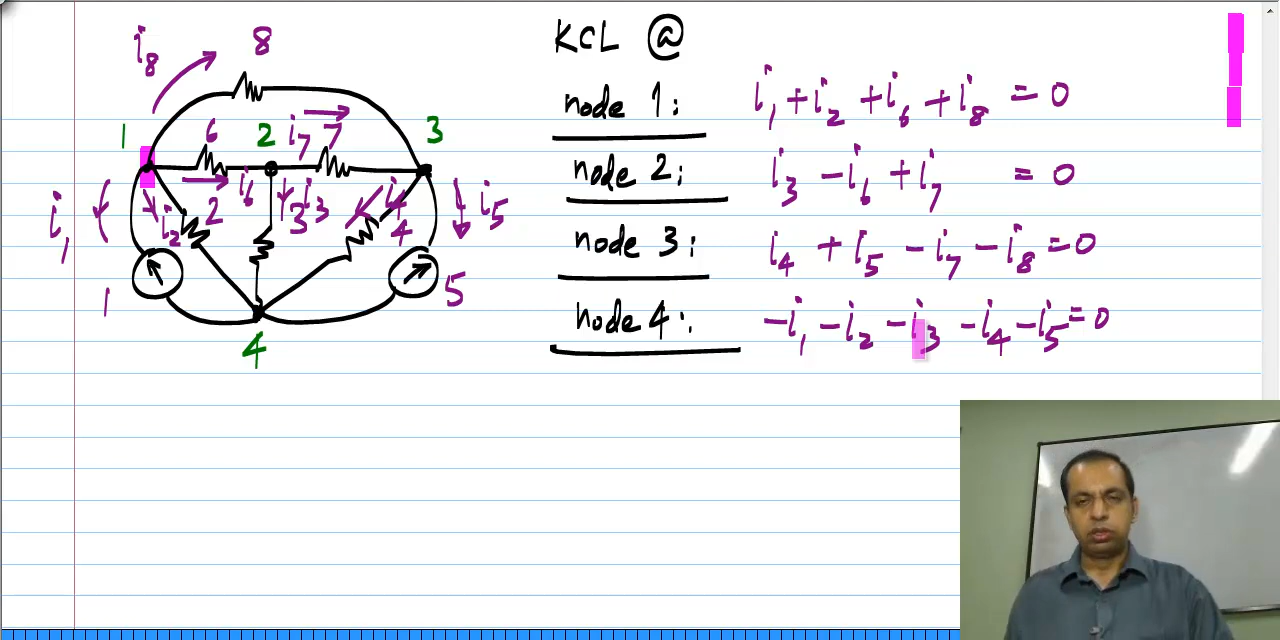 KCL @
node 1: i₁ + i₂ + i₆ + i₈ = 0
node 2: i₃ - i₆ + i₇ = 0
node 3: i₄ + i₅ - i₇ - i₈ = 0
node 4: -i₁ - i₂ - i₃ - i₄ - i₅ = 0
i₈ 8
1 6 2 i₇ 7 3
i₁ i₂ 2 i₆ 3 i₃ i₄ 4 i₅
1 5
4